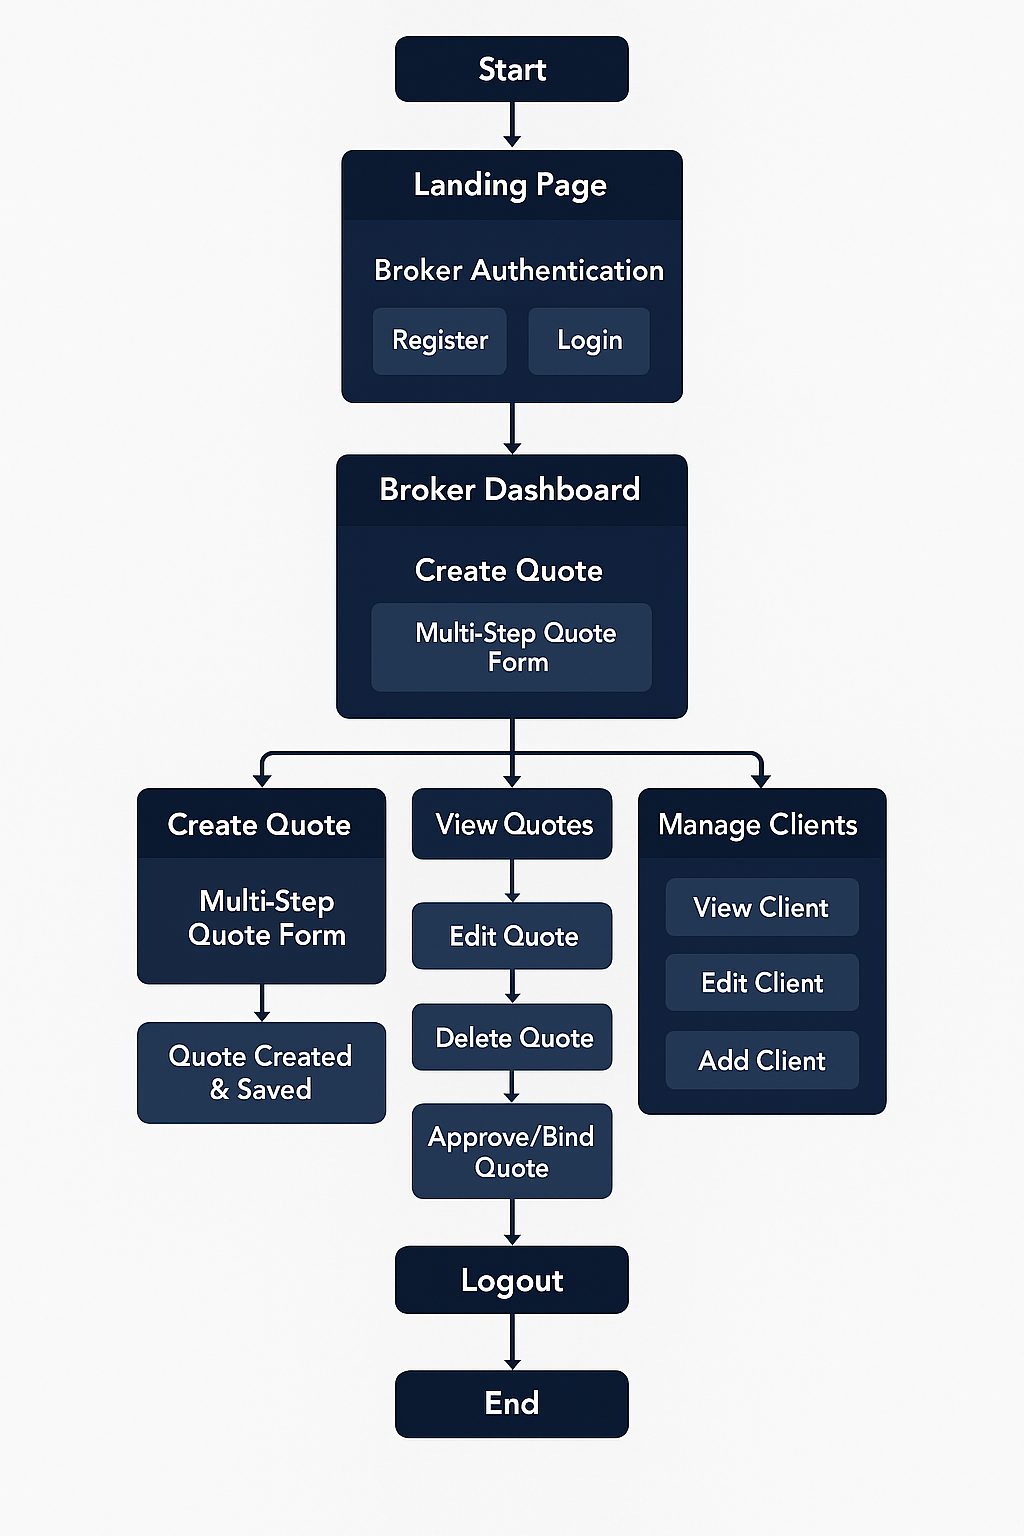 Start
Landing Page
Broker Authentication
Register
Login
Broker Dashboard
Create Quote
Multi-Step Quote
Form
Create Quote
Multi-Step
Quote Form
Quote Created
& Saved
View Quotes
Edit Quote
Delete Quote
Approve/Bind
Quote
Manage Clients
View Client
Edit Client
Add Client
Logout
End